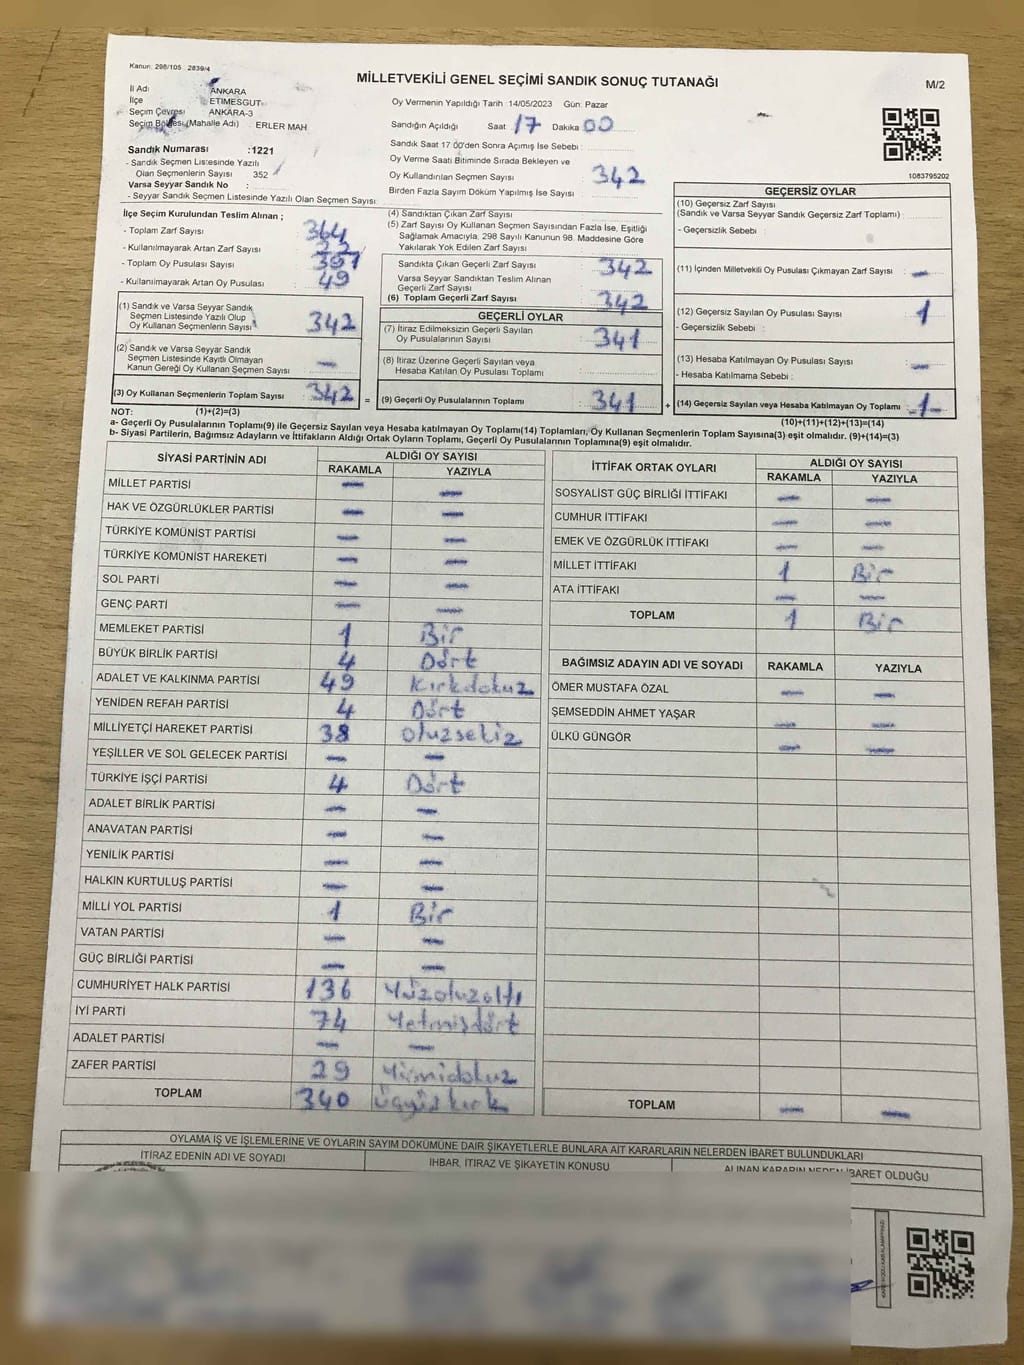 Kanun: 298/105 2839/4
MİLLETVEKİLİ GENEL SEÇİMİ SANDIK SONUÇ TUTANAĞI
M/2
İl Adı ANKARA
İlçe ETİMESGUT
Seçim Çevresi ANKARA-3
Seçim Bölgesi (Mahalle Adı) : ERLER MAH
Sandık Numarası :1221
- Sandık Seçmen Listesinde Yazılı
Olan Seçmenlerin Sayısı 352
Varsa Seyyar Sandık No :
- Seyyar Sandık Seçmen Listesinde Yazılı Olan Seçmen Sayısı
Oy Vermenin Yapıldığı Tarih : 14/05/2023 Gün: Pazar
Sandığın Açıldığı Saat 17 Dakika 00
Sandık Saat 17 00'den Sonra Açımış İse Sebebi :
Oy Verme Saati Bitiminde Sırada Bekleyen ve
Oy Kullandırılan Seçmen Sayısı 342
Birden Fazla Sayım Döküm Yapılmış İse Sayısı
1083795202
İlçe Seçim Kurulundan Teslim Alınan ;
- Toplam Zarf Sayısı 364
- Kullanılmayarak Artan Zarf Sayısı 22
- Toplam Oy Pusulası Sayısı 391
- Kullanılmayarak Artan Oy Pusulası 49
(1) Sandık ve Varsa Seyyar Sandık
Seçmen Listesinde Yazılı Olup
Oy Kullanan Seçmenlerin Sayısı 342
(2) Sandık ve Varsa Seyyar Sandık
Seçmen Listesinde Kayıtlı Olmayan
Kanun Gereği Oy Kullanan Seçmen Sayısı —
(3) Oy Kullanan Seçmenlerin Toplam Sayısı 342 =
(4) Sandıktan Çıkan Zarf Sayısı
(5) Zarf Sayısı Oy Kullanan Seçmen Sayısından Fazla İse, Eşitliği
Sağlamak Amacıyla, 298 Sayılı Kanunun 98. Maddesine Göre
Yakılarak Yok Edilen Zarf Sayısı
Sandıkta Çıkan Geçerli Zarf Sayısı 342
Varsa Seyyar Sandıktan Teslim Alınan
Geçerli Zarf Sayısı
(6) Toplam Geçerli Zarf Sayısı 342
GEÇERLİ OYLAR
(7) İtiraz Edilmeksizin Geçerli Sayılan
Oy Pusulalarının Sayısı 341
(8) İtiraz Üzerine Geçerli Sayılan veya
Hesaba Katılan Oy Pusulası Toplamı
(9) Geçerli Oy Pusulalarının Toplamı 341 +
GEÇERSİZ OYLAR
(10) Geçersiz Zarf Sayısı
(Sandık ve Varsa Seyyar Sandık Geçersiz Zarf Toplamı)
- Geçersizlik Sebebi :
(11) İçinden Milletvekili Oy Pusulası Çıkmayan Zarf Sayısı : —
(12) Geçersiz Sayılan Oy Pusulası Sayısı : 1
- Geçersizlik Sebebi :
(13) Hesaba Katılmayan Oy Pusulası Sayısı : —
- Hesaba Katılmama Sebebi :
(14) Geçersiz Sayılan veya Hesaba Katılmayan Oy Toplamı : -1-
NOT: (1)+(2)=(3) (10)+(11)+(12)+(13)=(14)
a- Geçerli Oy Pusulalarının Toplamı(9) ile Geçersiz Sayılan veya Hesaba katılmayan Oy Toplamı(14) Toplamları, Oy Kullanan Seçmenlerin Toplam Sayısına(3) eşit olmalıdır. (9)+(14)=(3)
b- Siyasi Partilerin, Bağımsız Adayların ve İttifakların Aldığı Ortak Oyların Toplamı, Geçerli Oy Pusulalarının Toplamına(9) eşit olmalıdır.
SİYASİ PARTİNİN ADI ALDIĞI OY SAYISI
RAKAMLA YAZIYLA
MİLLET PARTİSİ — —
HAK VE ÖZGÜRLÜKLER PARTİSİ — —
TÜRKİYE KOMÜNİST PARTİSİ — —
TÜRKİYE KOMÜNİST HAREKETİ — —
SOL PARTİ — —
GENÇ PARTİ — —
MEMLEKET PARTİSİ 1 Bir
BÜYÜK BİRLİK PARTİSİ 4 Dört
ADALET VE KALKINMA PARTİSİ 49 Kırkdokuz
YENİDEN REFAH PARTİSİ 4 Dört
MİLLİYETÇİ HAREKET PARTİSİ 38 otuzsekiz
YEŞİLLER VE SOL GELECEK PARTİSİ — —
TÜRKİYE İŞÇİ PARTİSİ 4 Dört
ADALET BİRLİK PARTİSİ — —
ANAVATAN PARTİSİ — —
YENİLİK PARTİSİ — —
HALKIN KURTULUŞ PARTİSİ — —
MİLLİ YOL PARTİSİ 1 Bir
VATAN PARTİSİ — —
GÜÇ BİRLİĞİ PARTİSİ — —
CUMHURİYET HALK PARTİSİ 136 Yüzotuzaltı
İYİ PARTİ 74 Yetmişdört
ADALET PARTİSİ — —
ZAFER PARTİSİ 29 Yirmidokuz
TOPLAM 340 üçyüzkırk
İTTİFAK ORTAK OYLARI ALDIĞI OY SAYISI
RAKAMLA YAZIYLA
SOSYALİST GÜÇ BİRLİĞİ İTTİFAKI — —
CUMHUR İTTİFAKI — —
EMEK VE ÖZGÜRLÜK İTTİFAKI — —
MİLLET İTTİFAKI 1 Bir
ATA İTTİFAKI — —
TOPLAM 1 Bir
BAĞIMSIZ ADAYIN ADI VE SOYADI RAKAMLA YAZIYLA
ÖMER MUSTAFA ÖZAL — —
ŞEMSEDDİN AHMET YAŞAR — —
ÜLKÜ GÜNGÖR — —
TOPLAM — —
OYLAMA İŞ VE İŞLEMLERİNE VE OYLARIN SAYIM DÖKÜMÜNE DAİR ŞİKAYETLERLE BUNLARA AİT KARARLARIN NELERDEN İBARET BULUNDUKLARI
İTİRAZ EDENİN ADI VE SOYADI İHBAR, İTİRAZ VE ŞİKAYETİN KONUSU ALINAN KARARIN NEDEN İBARET OLDUĞU